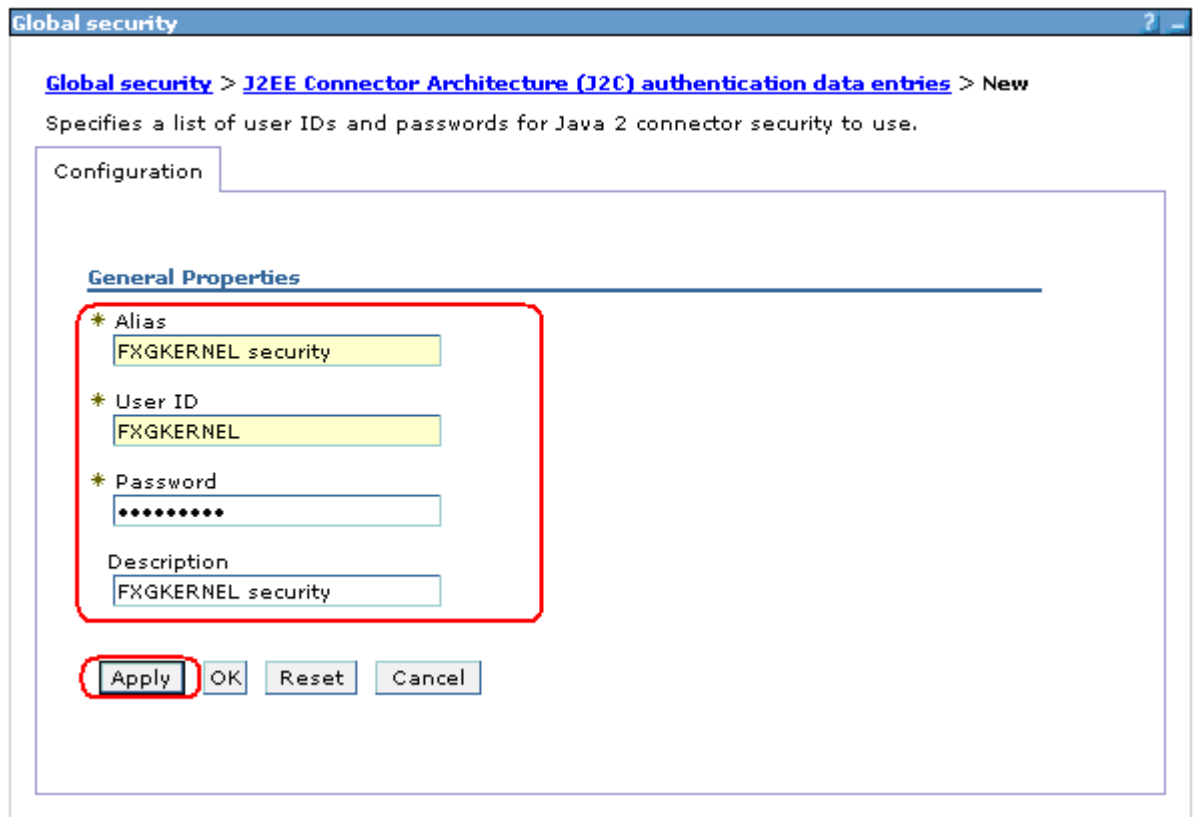 Global security ? _
Global security > J2EE Connector Architecture (J2C) authentication data entries > New
Specifies a list of user IDs and passwords for Java 2 connector security to use.
Configuration
General Properties
* Alias
FXGKERNEL security
* User ID
FXGKERNEL
* Password
•••••••••
Description
FXGKERNEL security
Apply OK Reset Cancel